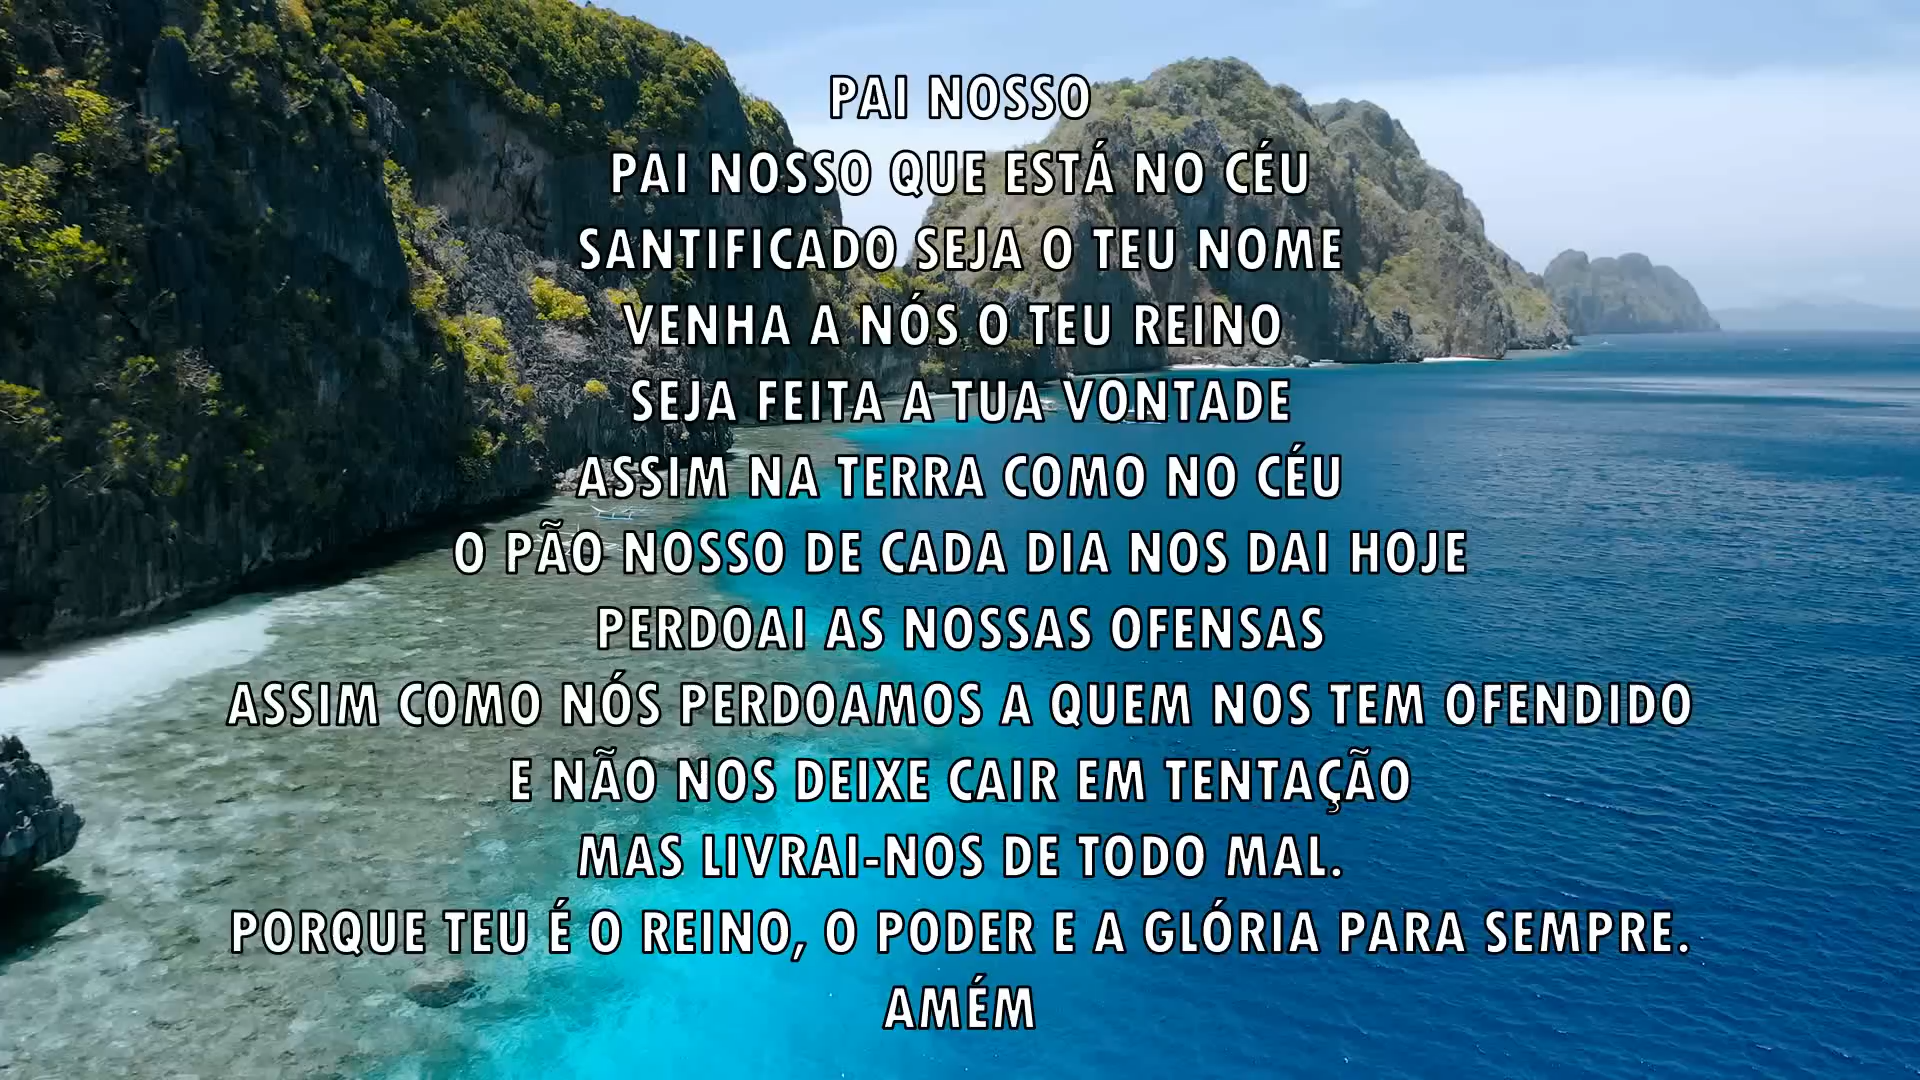 PAI NOSSO
PAI NOSSO QUE ESTÁ NO CÉU
SANTIFICADO SEJA O TEU NOME
VENHA A NÓS O TEU REINO
SEJA FEITA A TUA VONTADE
ASSIM NA TERRA COMO NO CÉU
O PÃO NOSSO DE CADA DIA NOS DAI HOJE
PERDOAI AS NOSSAS OFENSAS
ASSIM COMO NÓS PERDOAMOS A QUEM NOS TEM OFENDIDO
E NÃO NOS DEIXE CAIR EM TENTAÇÃO
MAS LIVRAI-NOS DE TODO MAL.
PORQUE TEU É O REINO, O PODER E A GLÓRIA PARA SEMPRE.
AMÉM